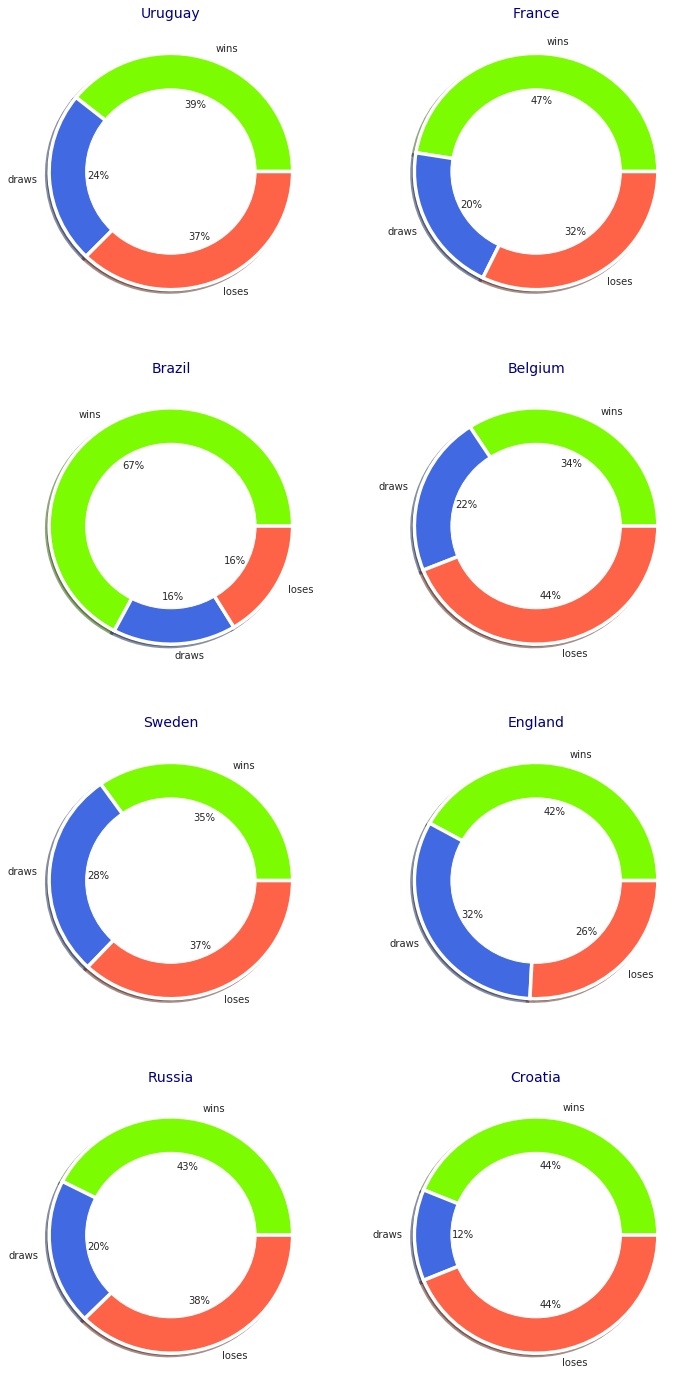 Uruguay
wins
39%
draws
24%
37%
loses
France
wins
47%
20%
draws
32%
loses
Brazil
wins
67%
16%
loses
16%
draws
Belgium
wins
34%
draws
22%
44%
loses
Sweden
wins
35%
draws
28%
37%
loses
England
wins
42%
32%
draws
26%
loses
Russia
wins
43%
20%
draws
38%
loses
Croatia
wins
44%
draws
12%
44%
loses